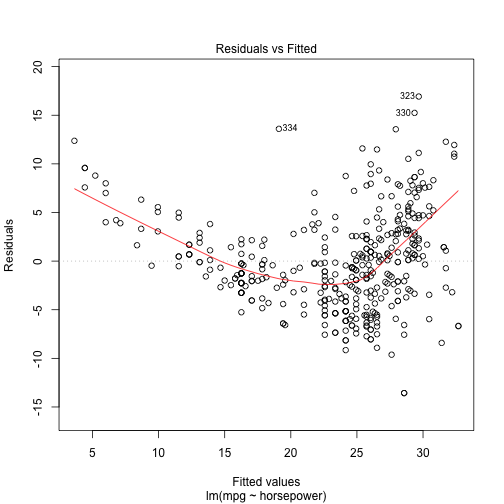 Residuals vs Fitted
20
15
10
5
0
-5
-10
-15
Residuals
323
330
334
5 10 15 20 25 30
Fitted values
lm(mpg ~ horsepower)